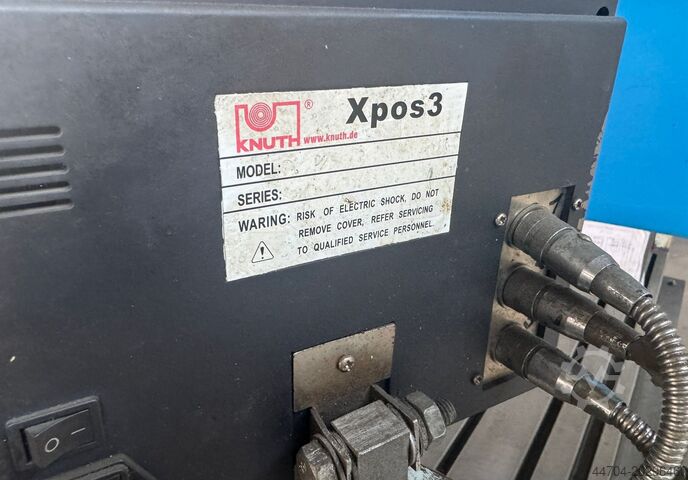 KNUTH ® Xpos3
www.knuth.de
MODEL:
SERIES:
WARING: RISK OF ELECTRIC SHOCK, DO NOT
REMOVE COVER, REFER SERVICING
TO QUALIFIED SERVICE PERSONNEL.